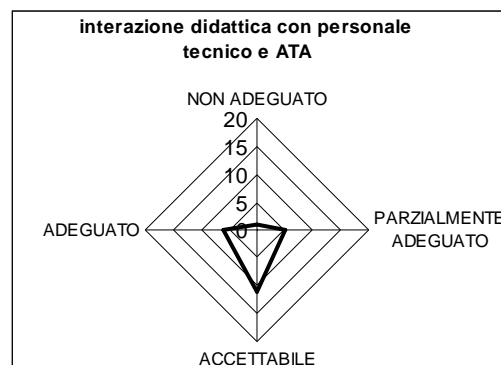 interazione didattica con personale
tecnico e ATA
NON ADEGUATO
20
15
10
5
0
ADEGUATO
PARZIALMENTE
ADEGUATO
ACCETTABILE